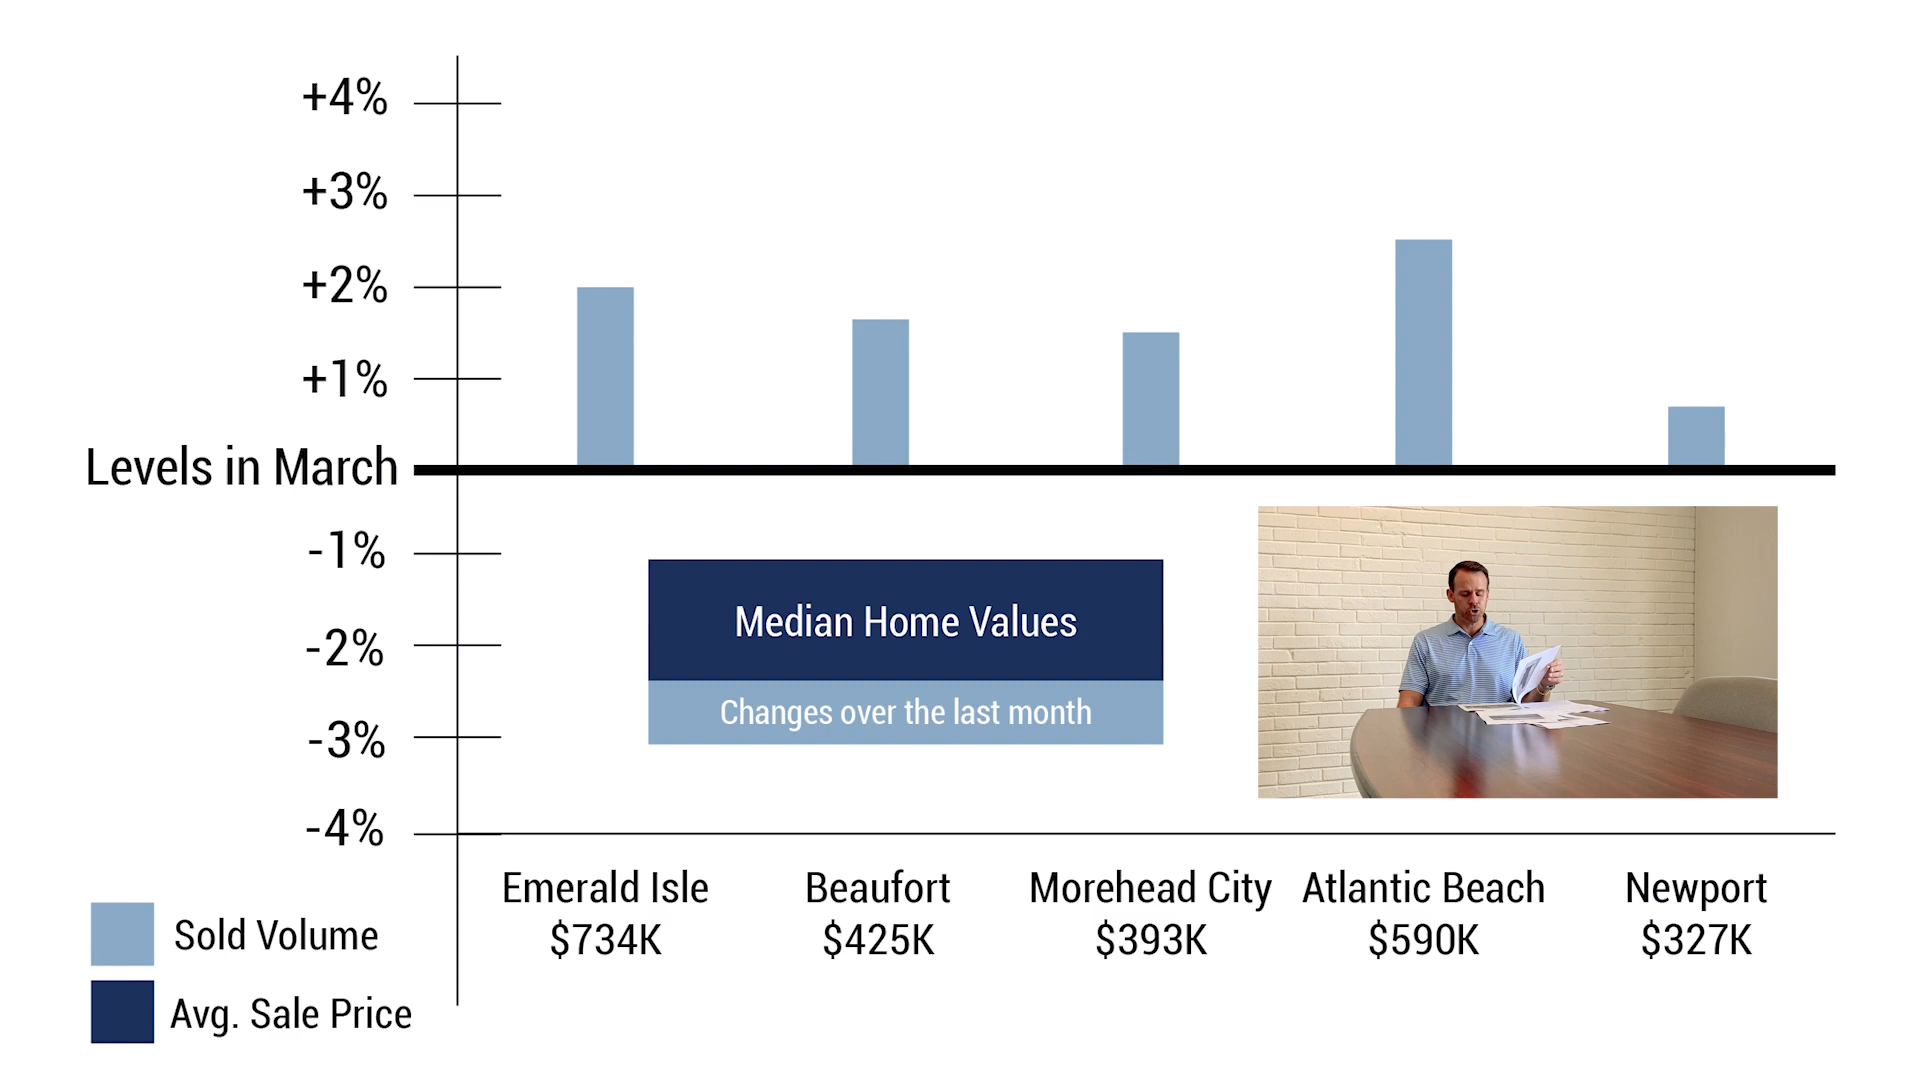 +4%
+3%
+2%
+1%
Levels in March
-1%
-2%
-3%
-4%
Median Home Values
Changes over the last month
Emerald Isle
$734K
Beaufort
$425K
Morehead City
$393K
Atlantic Beach
$590K
Newport
$327K
Sold Volume
Avg. Sale Price